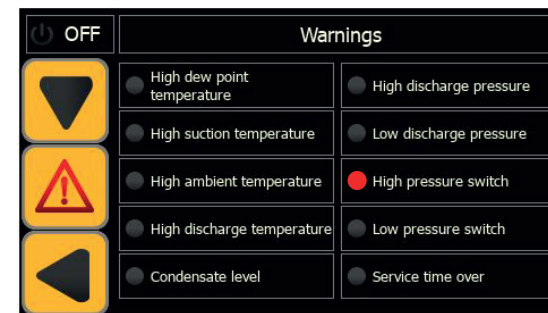 OFF
Warnings
High dew point
temperature
High discharge pressure
High suction temperature
Low discharge pressure
High ambient temperature
High pressure switch
High discharge temperature
Low pressure switch
Condensate level
Service time over